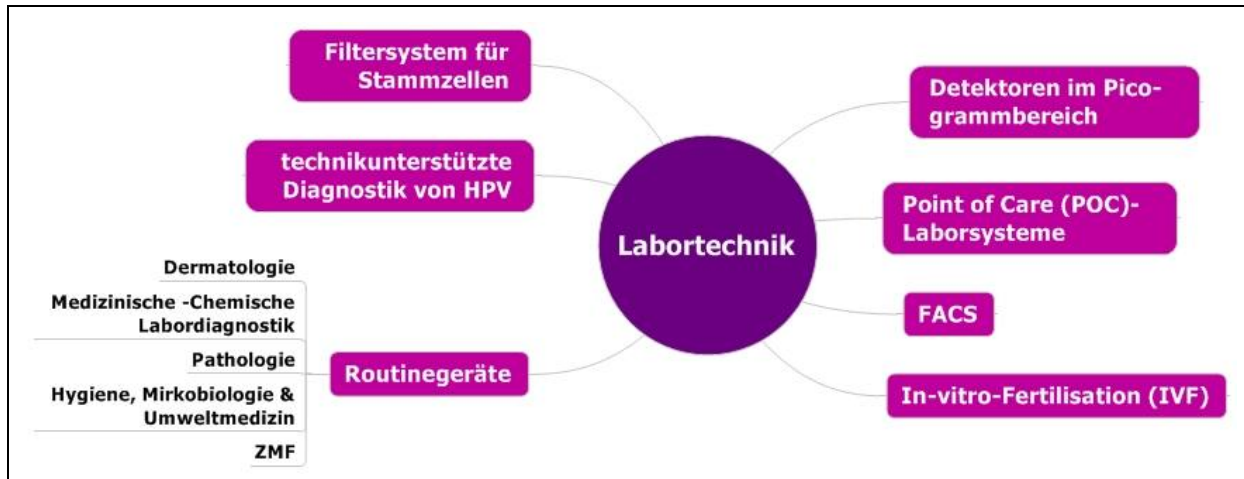 Filtersystem für
Stammzellen
technikunterstützte
Diagnostik von HPV
Dermatologie
Medizinische -Chemische
Labordiagnostik
Pathologie
Hygiene, Mirkobiologie &
Umweltmedizin
ZMF
Routinegeräte
Labortechnik
Detektoren im Pico-
grammbereich
Point of Care (POC)-
Laborsysteme
FACS
In-vitro-Fertilisation (IVF)